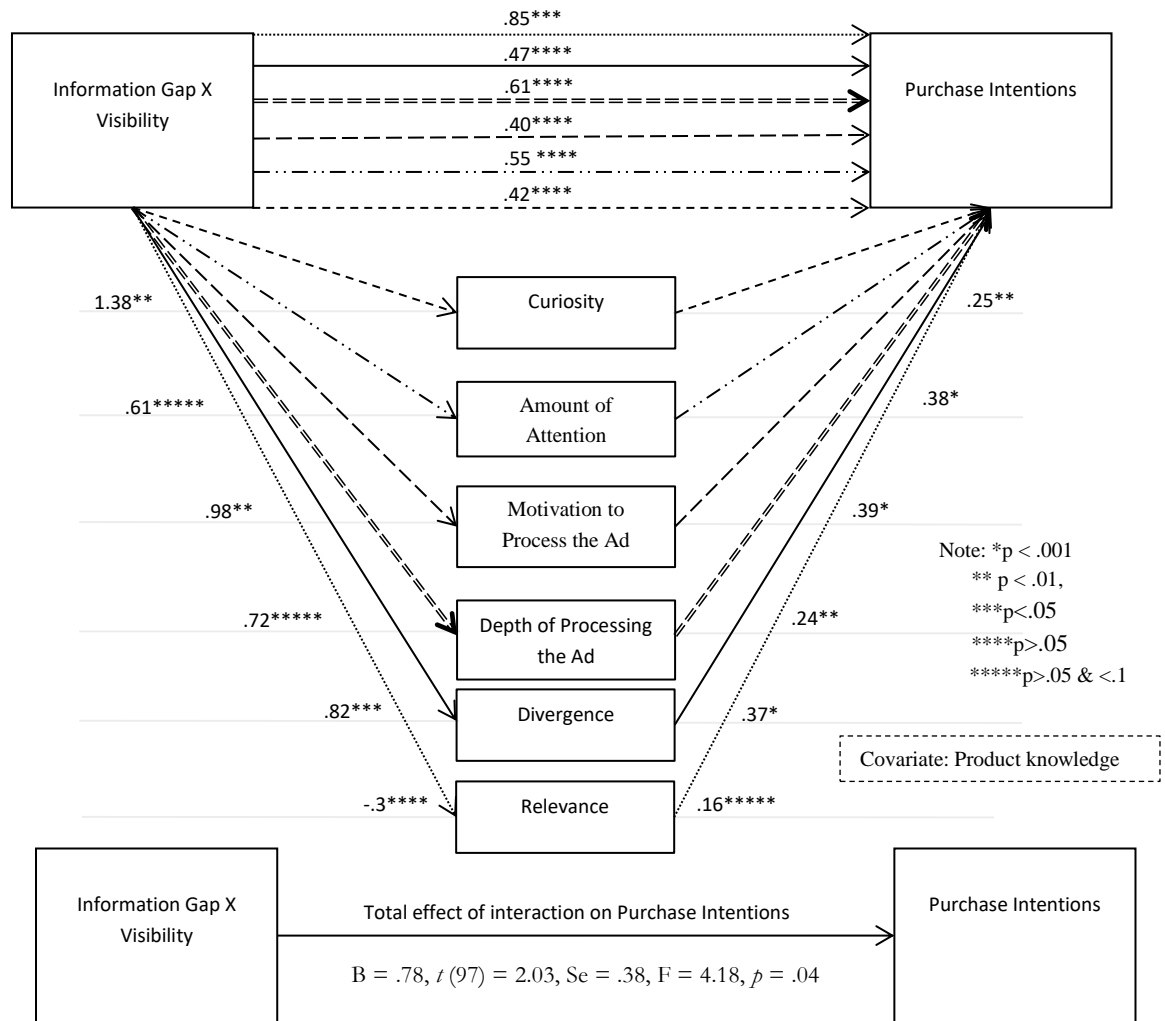 .85***
.47****
.61****
.40****
.55 ****
.42****
Information Gap X
Visibility
Purchase Intentions
Curiosity
1.38**
.25**
Amount of
Attention
.61*****
.38*
Motivation to
Process the Ad
.98**
.39*
Depth of Processing
the Ad
.72*****
.24**
Divergence
.82***
.37*
Relevance
-.3****
.16*****
Note: *p < .001
** p < .01,
***p<.05
****p>.05
*****p>.05 & <.1
Covariate: Product knowledge
Information Gap X
Visibility
Total effect of interaction on Purchase Intentions
B = .78, t (97) = 2.03, Se = .38, F = 4.18, p = .04
Purchase Intentions